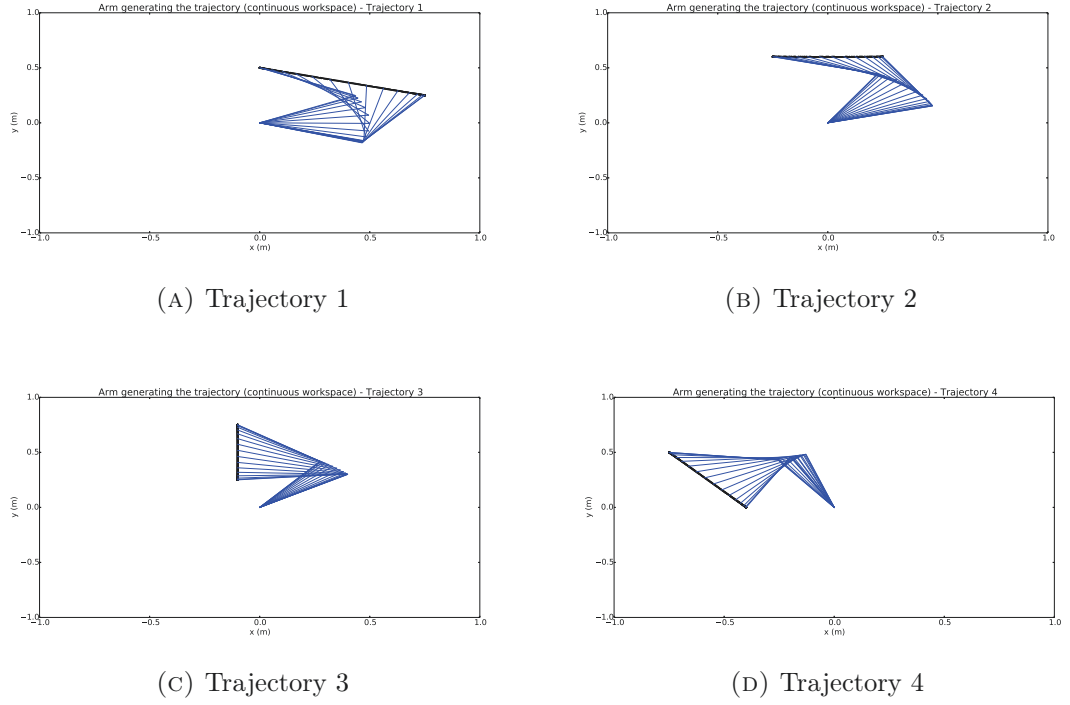 Arm generating the trajectory (continuous workspace) - Trajectory 1
1.0
0.5
y (m)
0.0
−0.5
−1.0
−1.0 −0.5 0.0 0.5 1.0
x (m)
(A) Trajectory 1
Arm generating the trajectory (continuous workspace) - Trajectory 2
1.0
0.5
y (m)
0.0
−0.5
−1.0
−1.0 −0.5 0.0 0.5 1.0
x (m)
(B) Trajectory 2
Arm generating the trajectory (continuous workspace) - Trajectory 3
1.0
0.5
y (m)
0.0
−0.5
−1.0
−1.0 −0.5 0.0 0.5 1.0
x (m)
(C) Trajectory 3
Arm generating the trajectory (continuous workspace) - Trajectory 4
1.0
0.5
y (m)
0.0
−0.5
−1.0
−1.0 −0.5 0.0 0.5 1.0
x (m)
(D) Trajectory 4